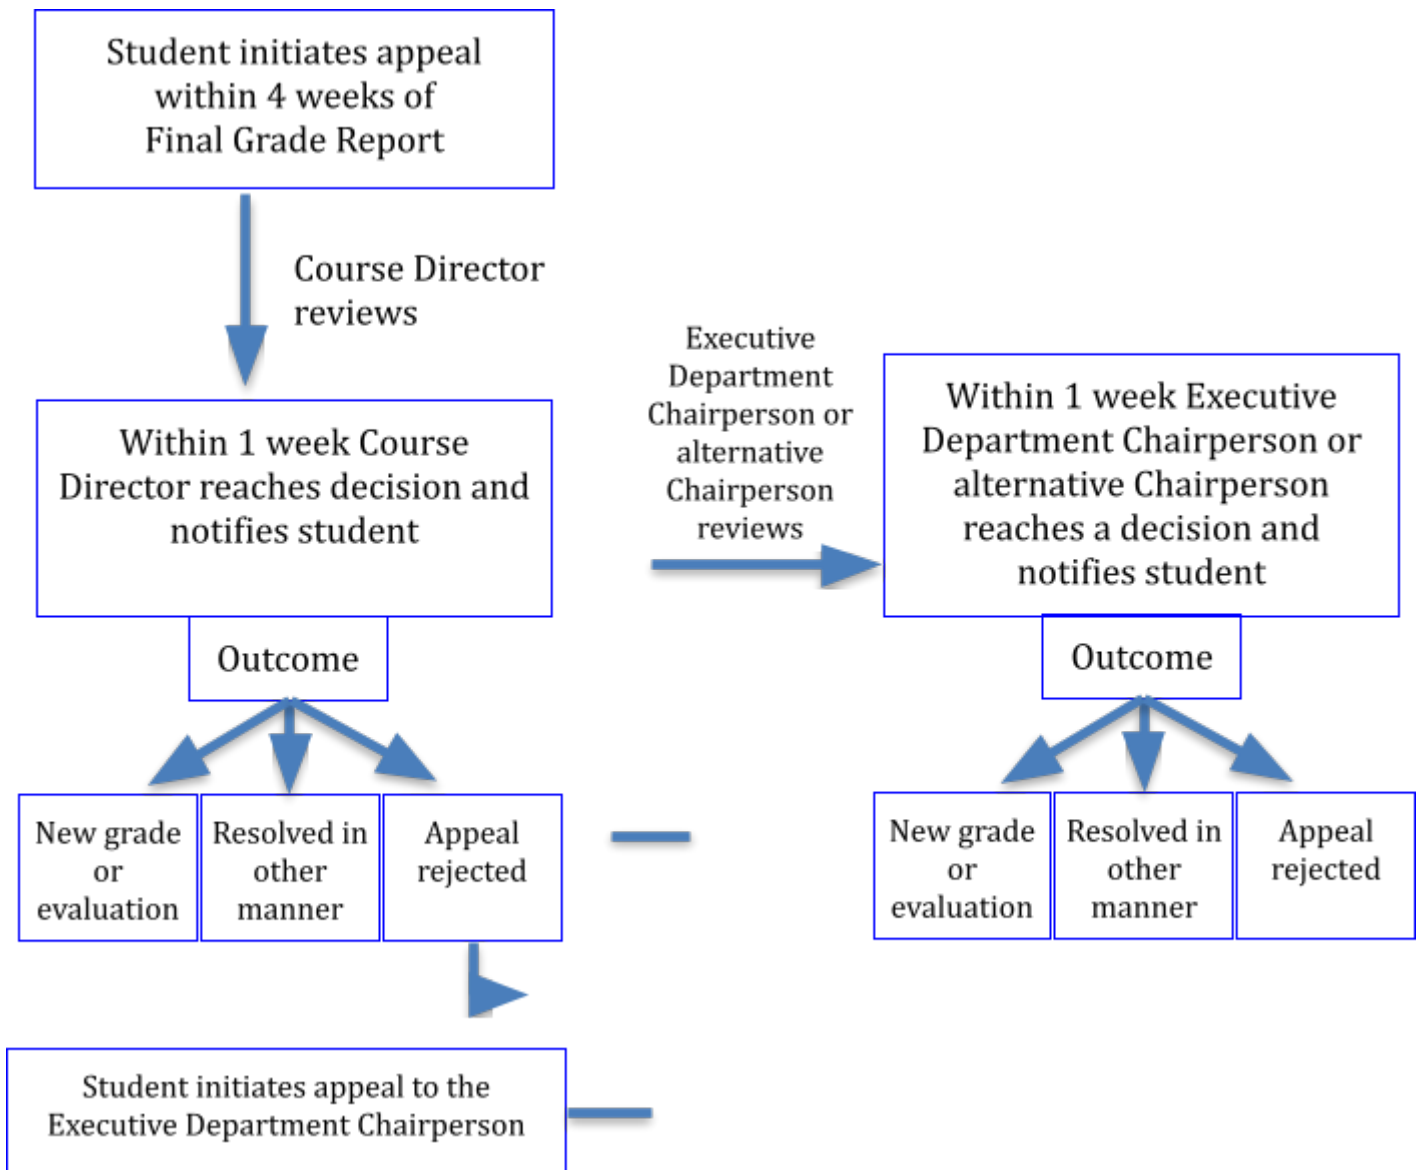 Student initiates appeal
within 4 weeks of
Final Grade Report
Course Director
reviews
Within 1 week Course
Director reaches decision and
notifies student
Outcome
New grade
or
evaluation
Resolved in
other
manner
Appeal
rejected
Student initiates appeal to the
Executive Department Chairperson
Executive
Department
Chairperson or
alternative
Chairperson
reviews
Within 1 week Executive
Department Chairperson or
alternative Chairperson
reaches a decision and
notifies student
Outcome
New grade
or
evaluation
Resolved in
other
manner
Appeal
rejected